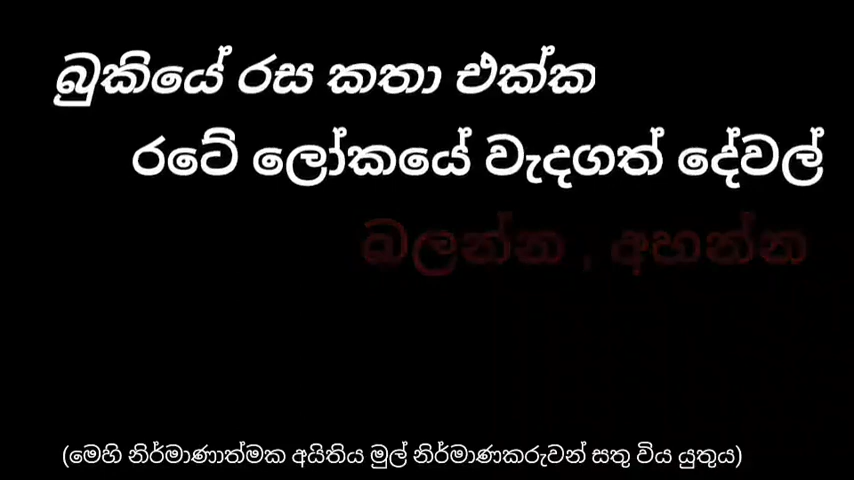 බුකියේ රස කතා එක්ක
රටේ ලෝකයේ වැදගත් දේවල්
බලන්න , අහන්න
(මෙහි නිර්මාණාත්මක අයිතිය මුල් නිර්මාණකරුවන් සතු විය යුතුය)